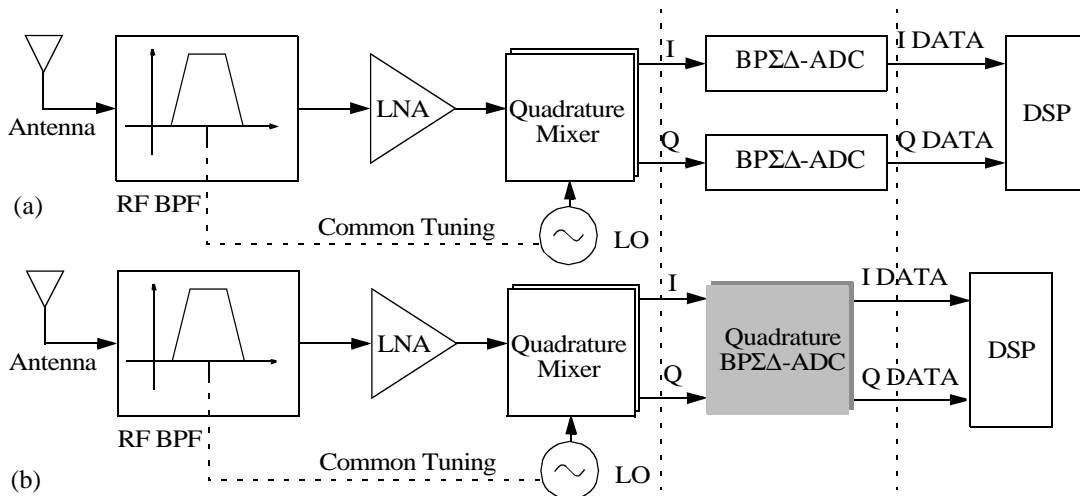 I
I DATA
BPΣΔ-ADC
LNA
Quadrature
Mixer
DSP
Antenna
Q
Q DATA
BPΣΔ-ADC
RF BPF
(a)
Common Tuning
LO
I
I DATA
Antenna
LNA
Quadrature
Mixer
Quadrature
BPΣΔ-ADC
DSP
Q
Q DATA
RF BPF
Common Tuning
LO
(b)